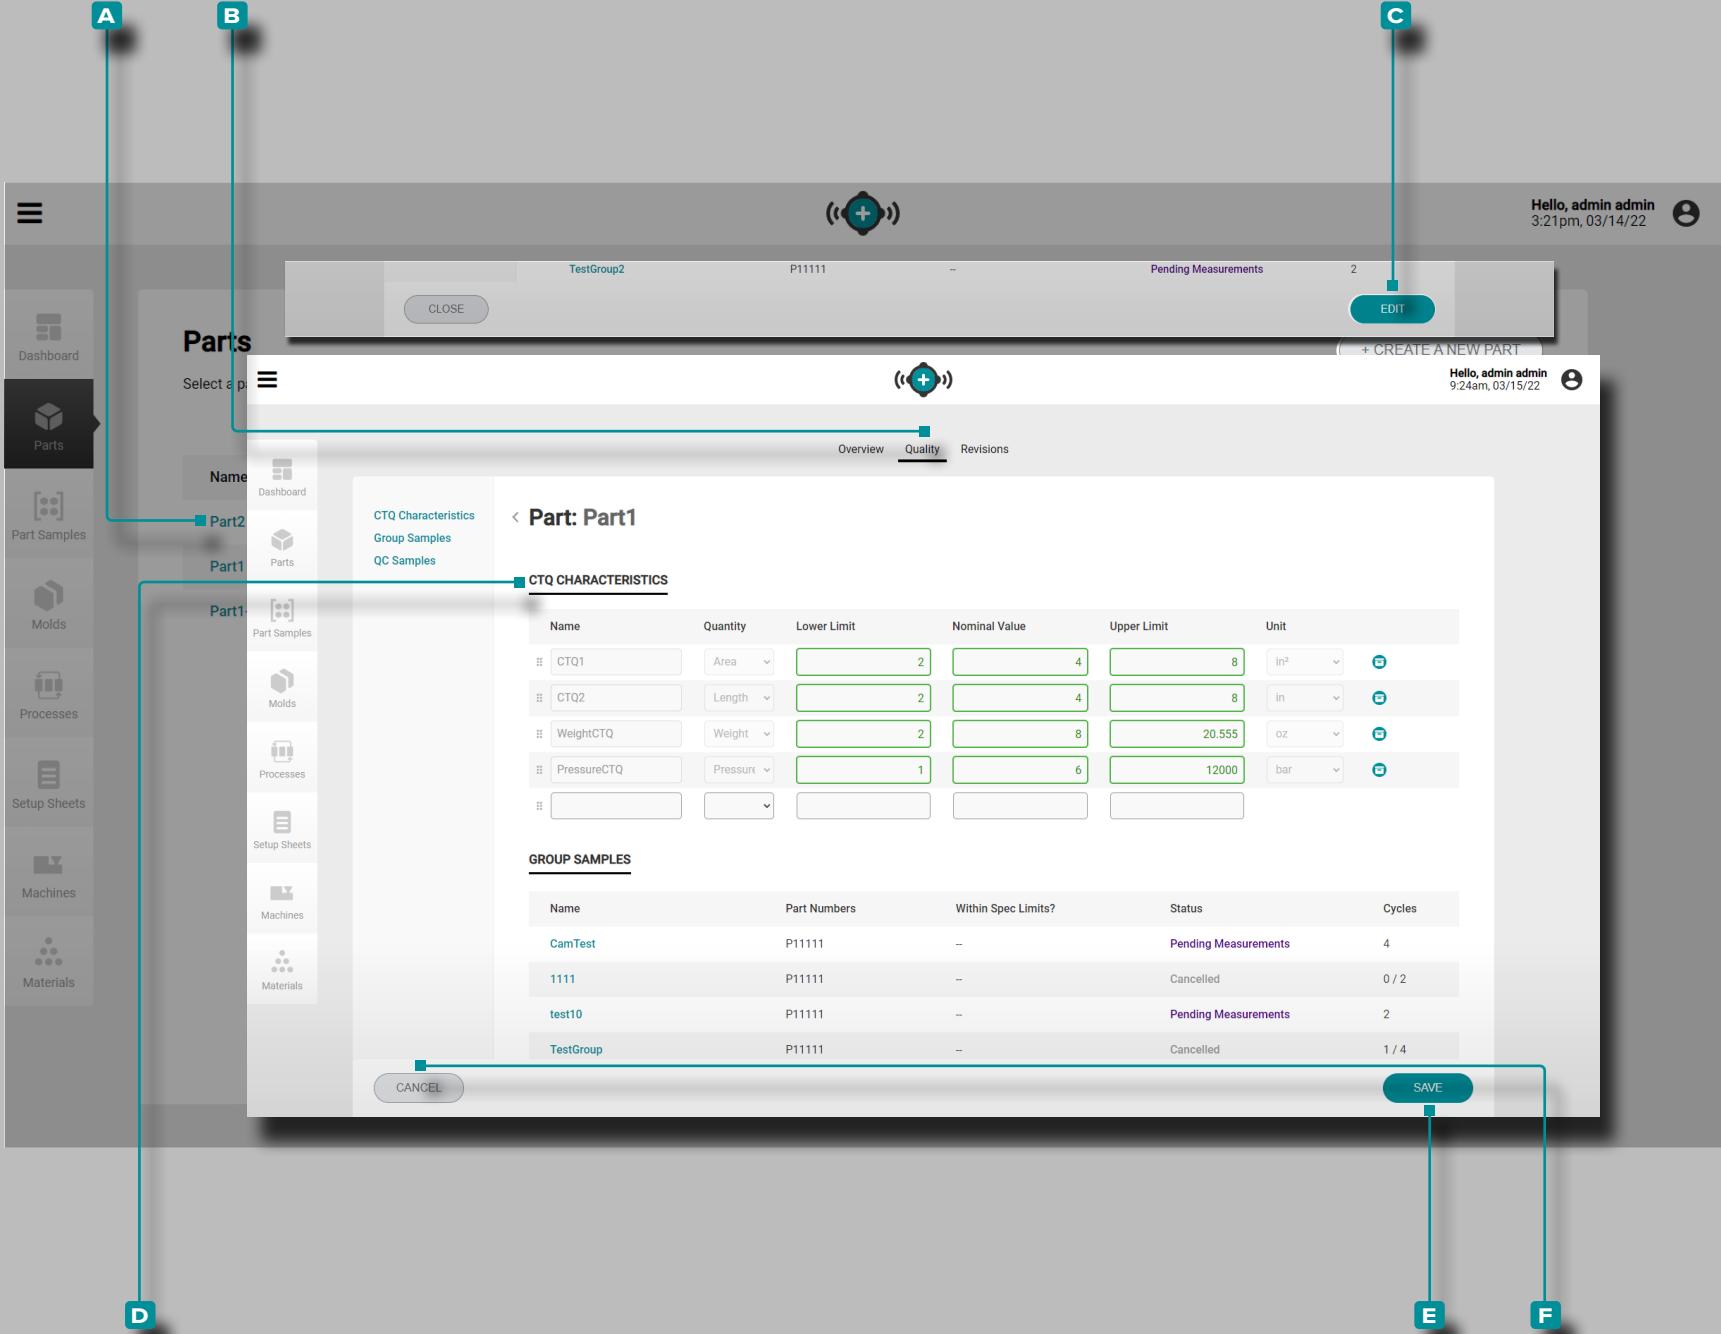 A
B
C
Hello, admin admin
3:21pm, 03/14/22
TestGroup2 P11111 -- Pending Measurements 2
CLOSE
EDIT
Dashboard
Parts
Part Samples
Molds
Processes
Setup Sheets
Machines
Materials
Parts
+ CREATE A NEW PART
Select a p
Name
Part2
Part1
Part1-
Hello, admin admin
9:24am, 03/15/22
Overview Quality Revisions
Dashboard
Parts
Part Samples
Molds
Processes
Setup Sheets
Machines
Materials
CTQ Characteristics
Group Samples
QC Samples
< Part: Part1
CTQ CHARACTERISTICS
Name Quantity Lower Limit Nominal Value Upper Limit Unit
CTQ1 Area 2 4 8 in²
CTQ2 Length 2 4 8 in
WeightCTQ Weight 2 8 20.555 oz
PressureCTQ Pressure 1 6 12000 bar
GROUP SAMPLES
Name Part Numbers Within Spec Limits? Status Cycles
CamTest P11111 -- Pending Measurements 4
1111 P11111 -- Cancelled 0 / 2
test10 P11111 -- Pending Measurements 2
TestGroup P11111 -- Cancelled 1 / 4
CANCEL
SAVE
D
E
F